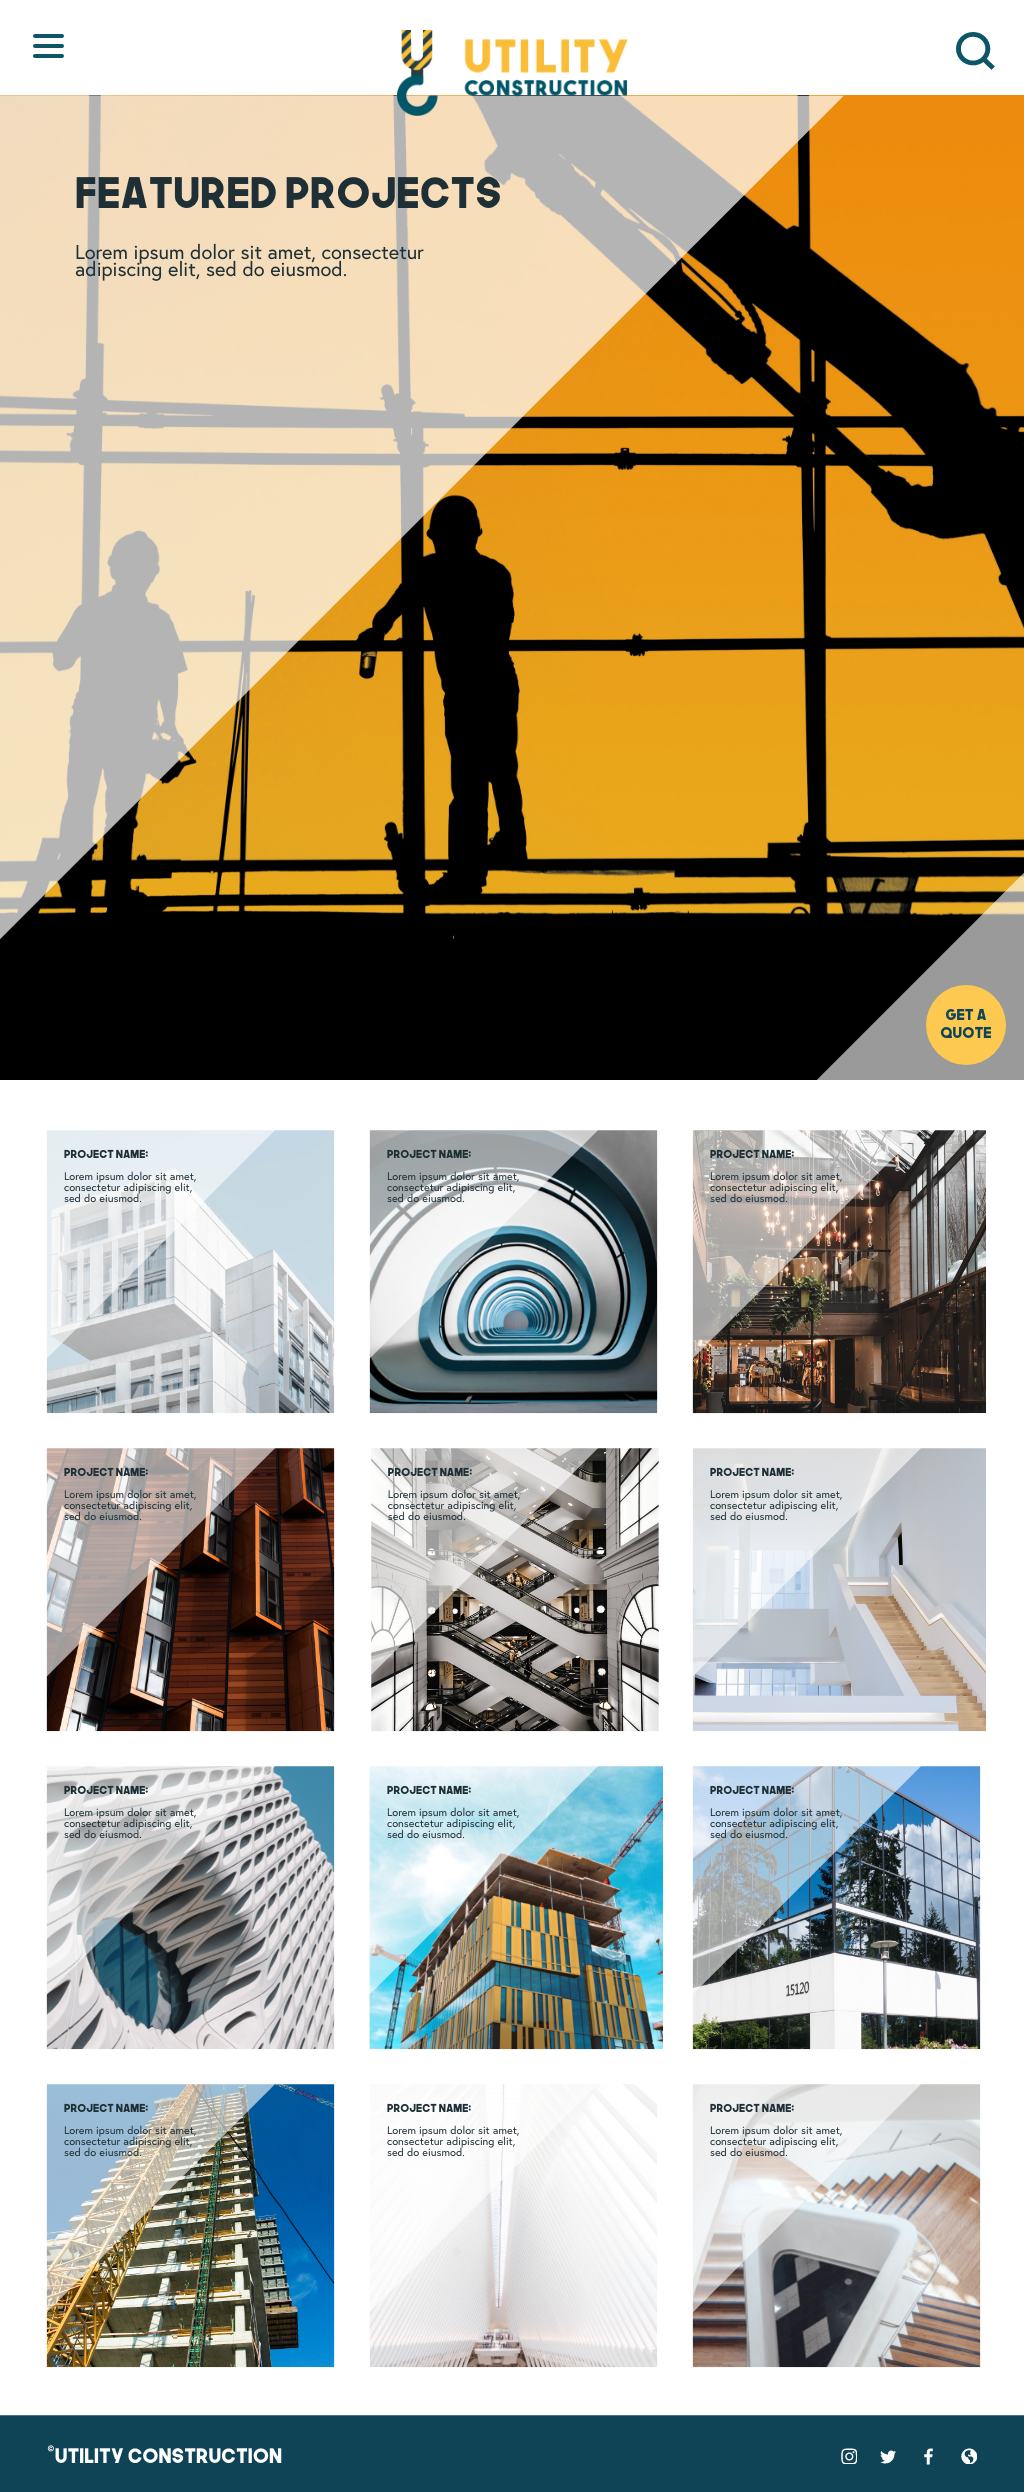 UTILITY
CONSTRUCTION
FEATURED PROJECTS
Lorem ipsum dolor sit amet, consectetur
adipiscing elit, sed do eiusmod.
GET A
QUOTE
PROJECT NAME:
Lorem ipsum dolor sit amet,
consectetur adipiscing elit,
sed do eiusmod.
PROJECT NAME:
Lorem ipsum dolor sit amet,
consectetur adipiscing elit,
sed do eiusmod.
PROJECT NAME:
Lorem ipsum dolor sit amet,
consectetur adipiscing elit,
sed do eiusmod.
PROJECT NAME:
Lorem ipsum dolor sit amet,
consectetur adipiscing elit,
sed do eiusmod.
PROJECT NAME:
Lorem ipsum dolor sit amet,
consectetur adipiscing elit,
sed do eiusmod.
PROJECT NAME:
Lorem ipsum dolor sit amet,
consectetur adipiscing elit,
sed do eiusmod.
PROJECT NAME:
Lorem ipsum dolor sit amet,
consectetur adipiscing elit,
sed do eiusmod.
PROJECT NAME:
Lorem ipsum dolor sit amet,
consectetur adipiscing elit,
sed do eiusmod.
PROJECT NAME:
Lorem ipsum dolor sit amet,
consectetur adipiscing elit,
sed do eiusmod.
15120
PROJECT NAME:
Lorem ipsum dolor sit amet,
consectetur adipiscing elit,
sed do eiusmod.
PROJECT NAME:
Lorem ipsum dolor sit amet,
consectetur adipiscing elit,
sed do eiusmod.
PROJECT NAME:
Lorem ipsum dolor sit amet,
consectetur adipiscing elit,
sed do eiusmod.
©UTILITY CONSTRUCTION